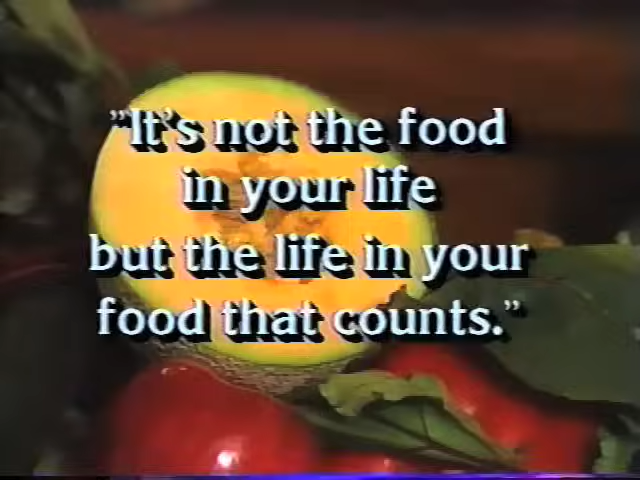 "It's not the food
in your life
but the life in your
food that counts."